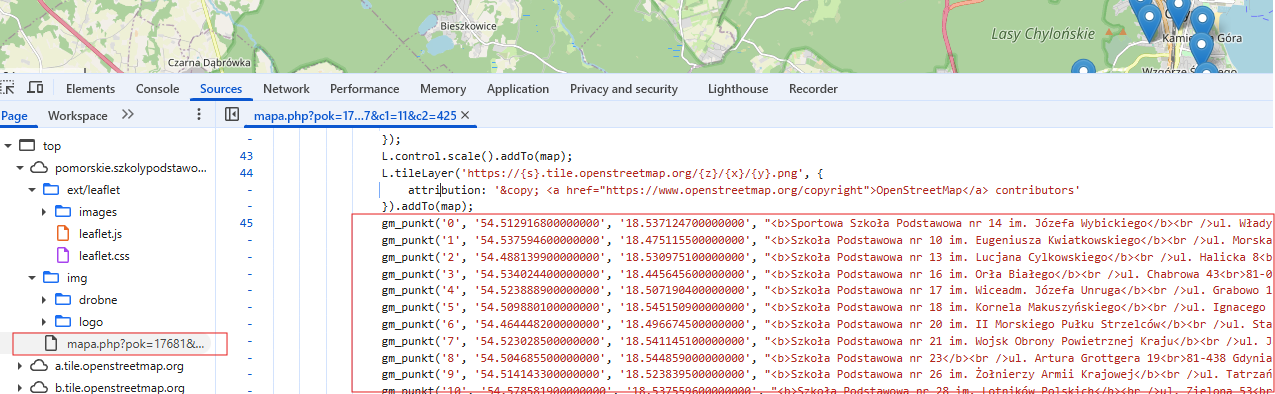 Bieszkowice
Czarna Dąbrówka
Lasy Chylońskie
Kamienna Góra
Elements Console Sources Network Performance Memory Application Privacy and security Lighthouse Recorder
Page Workspace
mapa.php?pok=17...7&c1=11&c2=425
top
pomorskie.szkolypodstawo...
ext/leaflet
images
leaflet.js
leaflet.css
img
drobne
logo
mapa.php?pok=17681&...
a.tile.openstreetmap.org
b.tile.openstreetmap.org
});
43 L.control.scale().addTo(map);
44 L.tileLayer('https://{s}.tile.openstreetmap.org/{z}/{x}/{y}.png', {
attribution: '&copy; <a href="https://www.openstreetmap.org/copyright">OpenStreetMap</a> contributors'
}).addTo(map);
45 gm_punkt('0', '54.512916800000000', '18.537124700000000', "<b>Sportowa Szkoła Podstawowa nr 14 im. Józefa Wybickiego</b><br />ul. Włady
gm_punkt('1', '54.537594600000000', '18.475115500000000', "<b>Szkoła Podstawowa nr 10 im. Eugeniusza Kwiatkowskiego</b><br />ul. Morska
gm_punkt('2', '54.488139900000000', '18.530975100000000', "<b>Szkoła Podstawowa nr 13 im. Lucjana Cylkowskiego</b><br />ul. Halicka 8<b
gm_punkt('3', '54.534024400000000', '18.445645600000000', "<b>Szkoła Podstawowa nr 16 im. Orła Białego</b><br />ul. Chabrowa 43<br>81-0
gm_punkt('4', '54.523888900000000', '18.507190400000000', "<b>Szkoła Podstawowa nr 17 im. Wiceadm. Józefa Unruga</b><br />ul. Grabowo 1
gm_punkt('5', '54.509880100000000', '18.545150900000000', "<b>Szkoła Podstawowa nr 18 im. Kornela Makuszyńskiego</b><br />ul. Ignacego
gm_punkt('6', '54.464448200000000', '18.496674500000000', "<b>Szkoła Podstawowa nr 20 im. II Morskiego Pułku Strzelców</b><br />ul. Sta
gm_punkt('7', '54.523028500000000', '18.541145100000000', "<b>Szkoła Podstawowa nr 21 im. Wojsk Obrony Powietrznej Kraju</b><br />ul. J
gm_punkt('8', '54.504685500000000', '18.544859000000000', "<b>Szkoła Podstawowa nr 23</b><br />ul. Artura Grottgera 19<br>81-438 Gdynia
gm_punkt('9', '54.514143300000000', '18.523839500000000', "<b>Szkoła Podstawowa nr 26 im. Żołnierzy Armii Krajowej</b><br />ul. Tatrzań
gm_punkt('10', '54.578581900000000', '18.537559600000000', "<b>Szkoła Podstawowa nr 28 im. Lotników Polskich</b><br />ul. Zielona 53<br